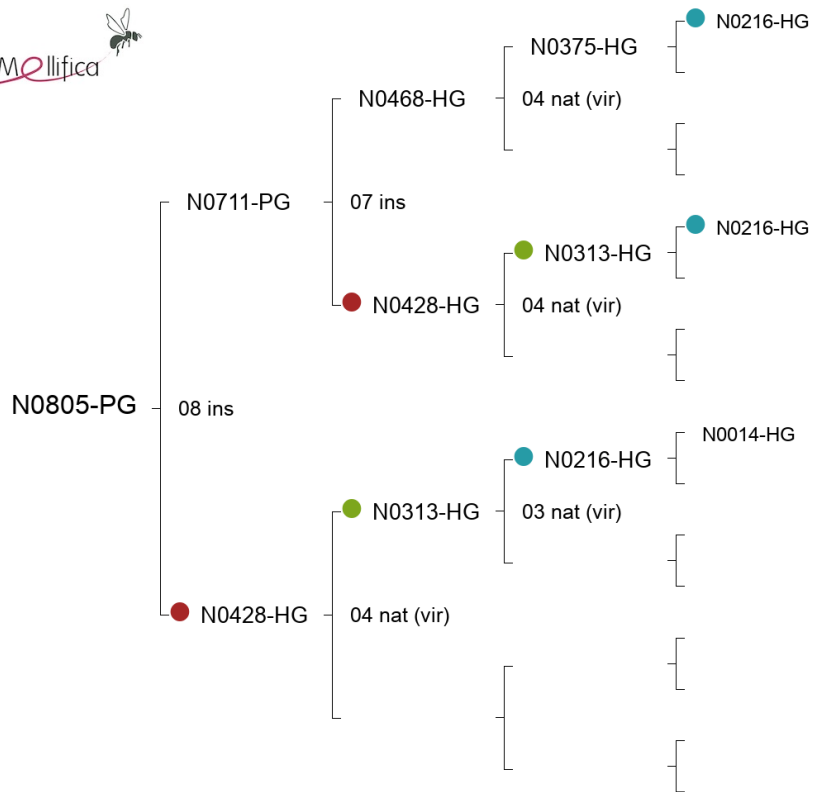 Mellifica
N0216-HG
N0375-HG
N0468-HG
04 nat (vir)
N0711-PG
07 ins
N0216-HG
N0313-HG
N0428-HG
04 nat (vir)
N0805-PG
08 ins
N0014-HG
N0216-HG
N0313-HG
03 nat (vir)
N0428-HG
04 nat (vir)